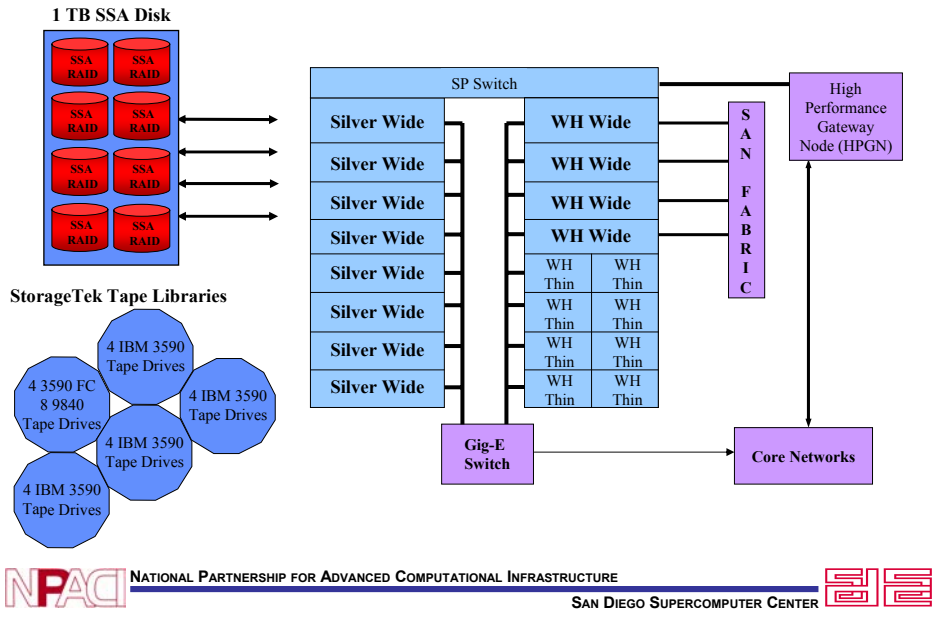 1 TB SSA Disk
SSA
RAID
SSA
RAID
SSA
RAID
SSA
RAID
SSA
RAID
SSA
RAID
SSA
RAID
SSA
RAID
StorageTek Tape Libraries
4 IBM 3590
Tape Drives
4 3590 FC
8 9840
Tape Drives
4 IBM 3590
Tape Drives
4 IBM 3590
Tape Drives
4 IBM 3590
Tape Drives
SP Switch
Silver Wide
Silver Wide
Silver Wide
Silver Wide
Silver Wide
Silver Wide
Silver Wide
Silver Wide
WH Wide
WH Wide
WH Wide
WH Wide
WH
Thin
WH
Thin
WH
Thin
WH
Thin
WH
Thin
WH
Thin
WH
Thin
WH
Thin
S
A
N
F
A
B
R
I
C
High
Performance
Gateway
Node (HPGN)
Gig-E
Switch
Core Networks
NPACI
NATIONAL PARTNERSHIP FOR ADVANCED COMPUTATIONAL INFRASTRUCTURE
SAN DIEGO SUPERCOMPUTER CENTER